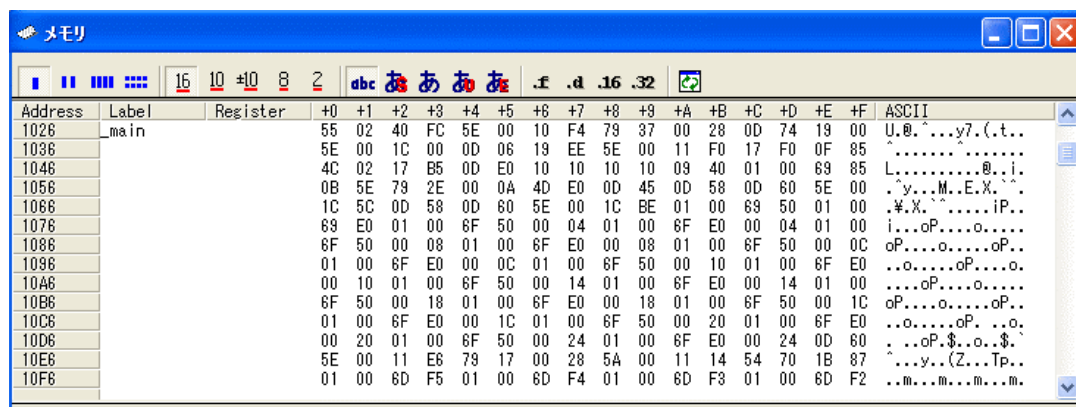 メモリ
16 10 ±10 8 2 abc あS あ あD あE .f .d .16 .32
Address Label Register +0 +1 +2 +3 +4 +5 +6 +7 +8 +9 +A +B +C +D +E +F ASCII
1026 _main 55 02 40 FC 5E 00 10 F4 79 37 00 28 0D 74 19 00 U.@.^...y7.(.t..
1036 5E 00 1C 00 0D 06 19 EE 5E 00 11 F0 17 F0 0F 85 ^.......^.......
1046 4C 02 17 B5 0D E0 10 10 10 10 09 40 01 00 69 85 L..........@..i.
1056 0B 5E 79 2E 00 0A 4D E0 0D 45 0D 58 0D 60 5E 00 .^y...M..E.X.`^.
1066 1C 5C 0D 58 0D 60 5E 00 1C BE 01 00 69 50 01 00 .¥.X.`^.....iP..
1076 69 E0 01 00 6F 50 00 04 01 00 6F E0 00 04 01 00 i...oP....o.....
1086 6F 50 00 08 01 00 6F E0 00 08 01 00 6F 50 00 0C oP....o.....oP..
1096 01 00 6F E0 00 0C 01 00 6F 50 00 10 01 00 6F E0 ..o.....oP....o.
10A6 00 10 01 00 6F 50 00 14 01 00 6F E0 00 14 01 00 ....oP....o.....
10B6 6F 50 00 18 01 00 6F E0 00 18 01 00 6F 50 00 1C oP....o.....oP..
10C6 01 00 6F E0 00 1C 01 00 6F 50 00 20 01 00 6F E0 ..o.....oP. ..o.
10D6 00 20 01 00 6F 50 00 24 01 00 6F E0 00 24 0D 60 . ..oP.$..o..$.`
10E6 5E 00 11 E6 79 17 00 28 5A 00 11 14 54 70 1B 87 ^...y..(Z...Tp..
10F6 01 00 6D F5 01 00 6D F4 01 00 6D F3 01 00 6D F2 ..m...m...m...m.